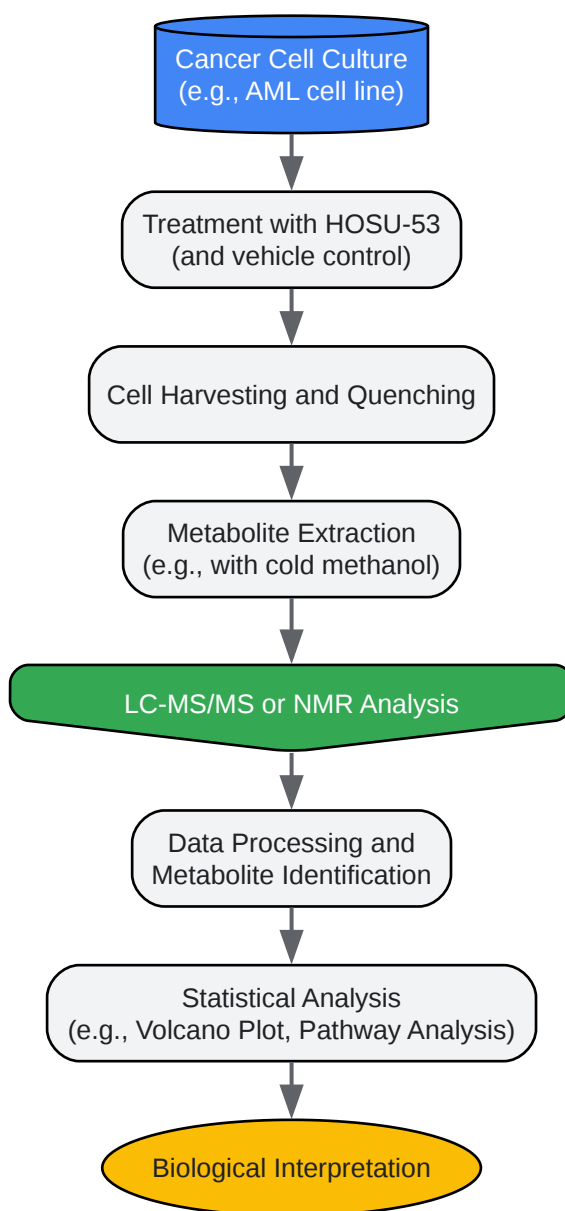 Cancer Cell Culture
(e.g., AML cell line)
Treatment with HOSU-53
(and vehicle control)
Cell Harvesting and Quenching
Metabolite Extraction
(e.g., with cold methanol)
LC-MS/MS or NMR Analysis
Data Processing and
Metabolite Identification
Statistical Analysis
(e.g., Volcano Plot, Pathway Analysis)
Biological Interpretation